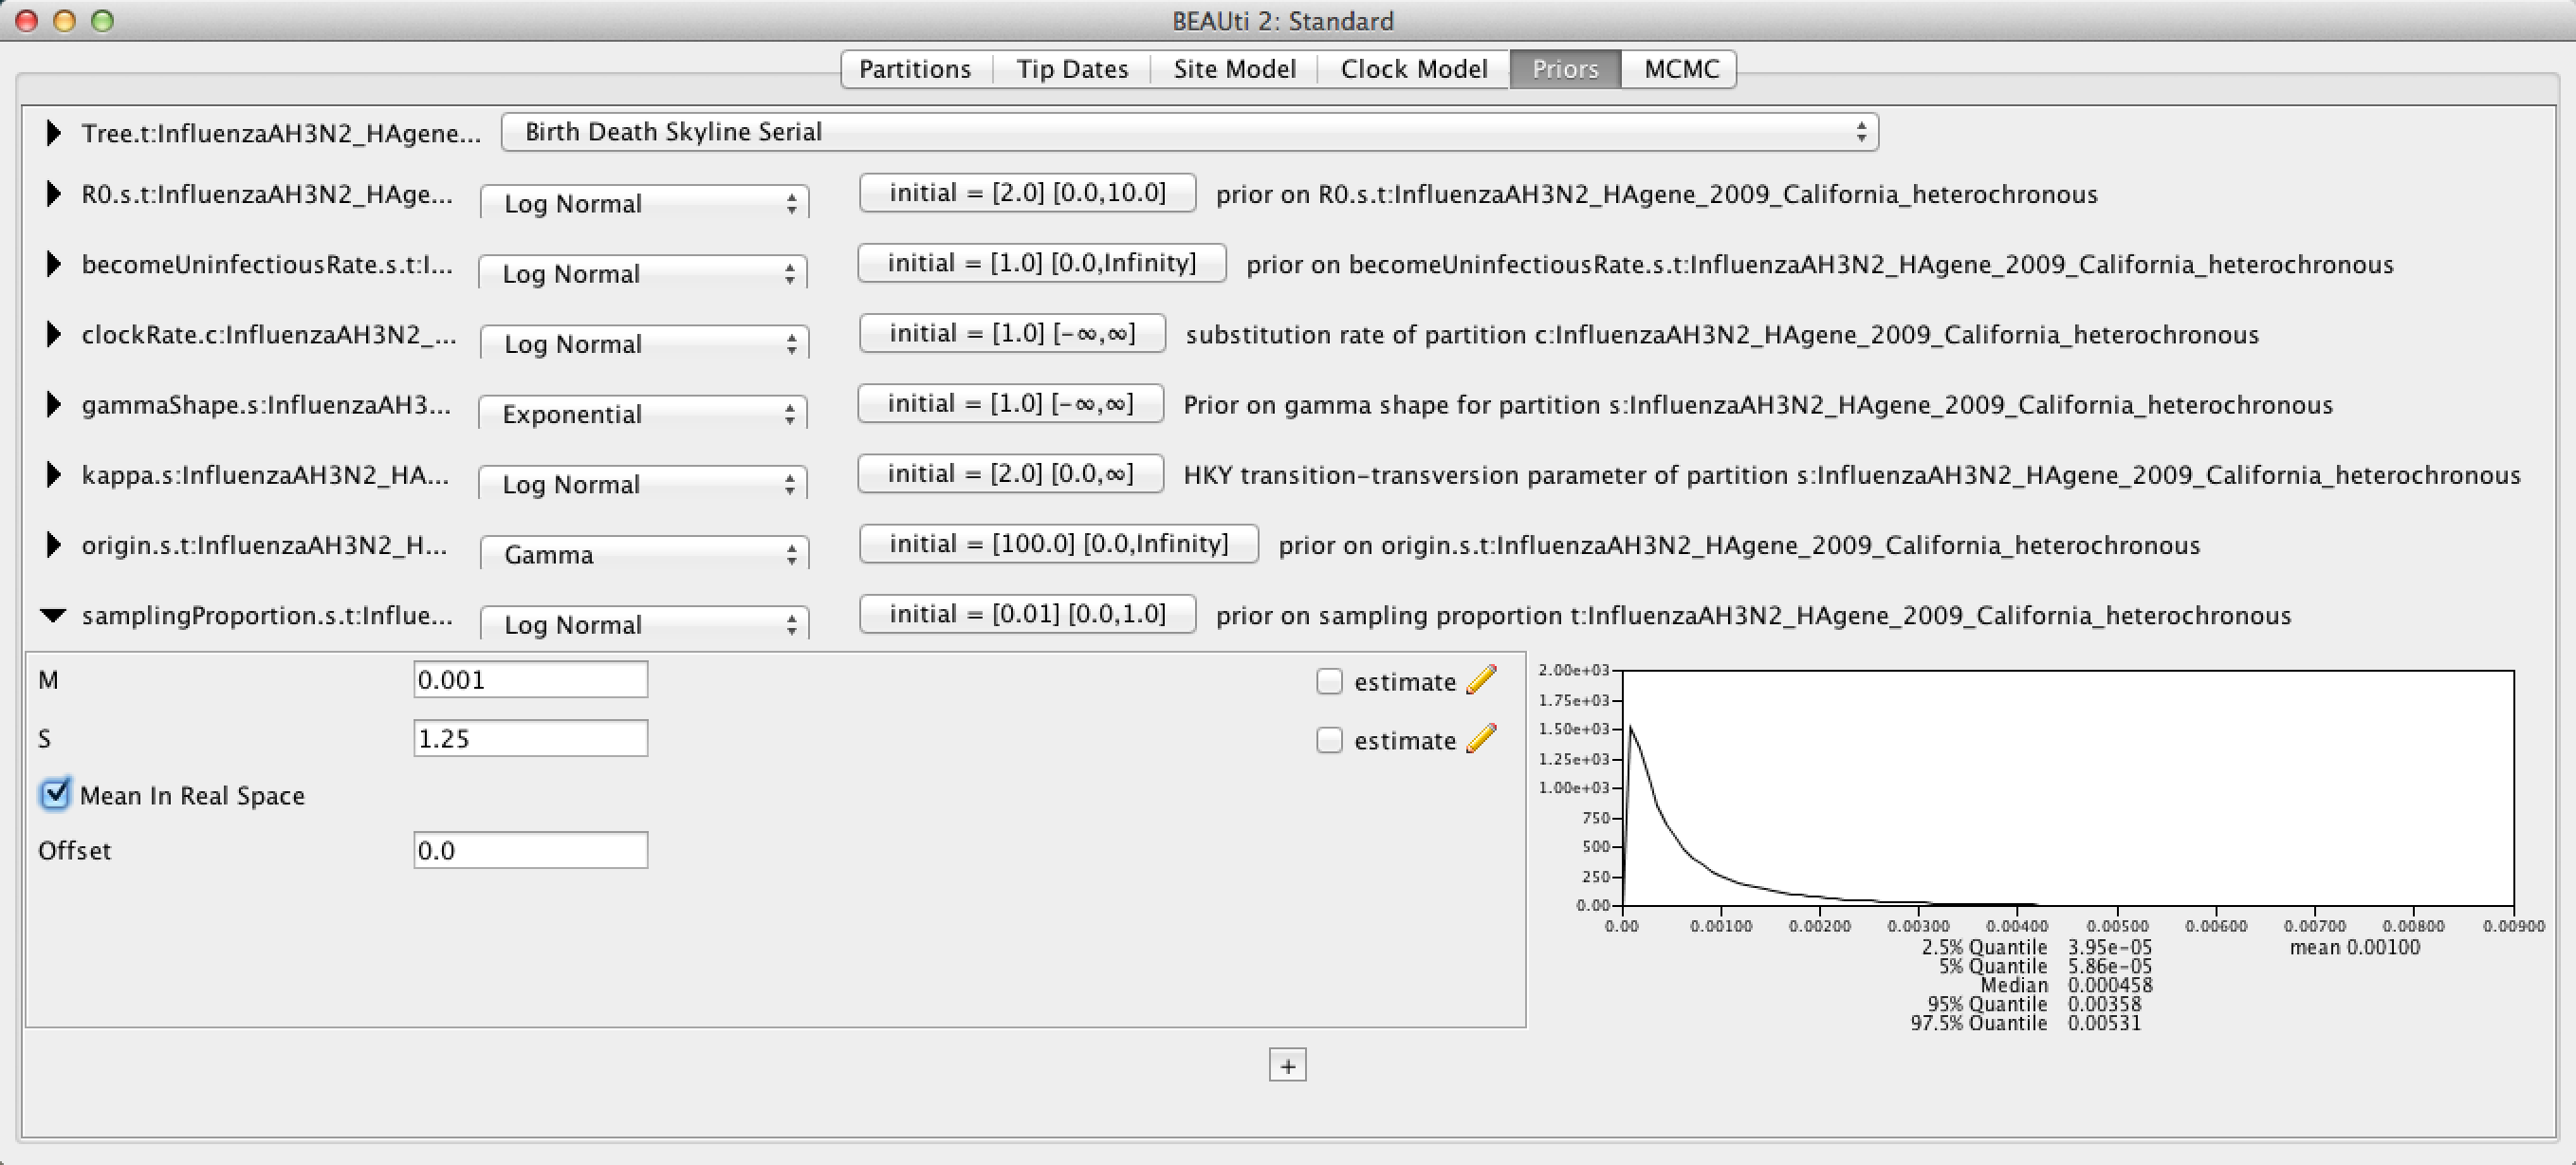 BEAUti 2: Standard
Partitions Tip Dates Site Model Clock Model Priors MCMC
Tree.t:InfluenzaAH3N2_HAgene... Birth Death Skyline Serial
R0.s.t:InfluenzaAH3N2_HAge... Log Normal initial = [2.0] [0.0,10.0] prior on R0.s.t:InfluenzaAH3N2_HAgene_2009_California_heterochronous
becomeUninfectiousRate.s.t:I... Log Normal initial = [1.0] [0.0,Infinity] prior on becomeUninfectiousRate.s.t:InfluenzaAH3N2_HAgene_2009_California_heterochronous
clockRate.c:InfluenzaAH3N2_... Log Normal initial = [1.0] [-∞,∞] substitution rate of partition c:InfluenzaAH3N2_HAgene_2009_California_heterochronous
gammaShape.s:InfluenzaAH3... Exponential initial = [1.0] [-∞,∞] Prior on gamma shape for partition s:InfluenzaAH3N2_HAgene_2009_California_heterochronous
kappa.s:InfluenzaAH3N2_HA... Log Normal initial = [2.0] [0.0,∞] HKY transition-transversion parameter of partition s:InfluenzaAH3N2_HAgene_2009_California_heterochronous
origin.s.t:InfluenzaAH3N2_H... Gamma initial = [100.0] [0.0,Infinity] prior on origin.s.t:InfluenzaAH3N2_HAgene_2009_California_heterochronous
samplingProportion.s.t:Influe... Log Normal initial = [0.01] [0.0,1.0] prior on sampling proportion t:InfluenzaAH3N2_HAgene_2009_California_heterochronous
M 0.001 estimate
S 1.25 estimate
Mean In Real Space
Offset 0.0
2.00e+03
1.75e+03
1.50e+03
1.25e+03
1.00e+03
750
500
250
0.00
0.00 0.00100 0.00200 0.00300 0.00400 0.00500 0.00600 0.00700 0.00800 0.00900
2.5% Quantile 3.95e-05 mean 0.00100
5% Quantile 5.86e-05
Median 0.000458
95% Quantile 0.00358
97.5% Quantile 0.00531
+